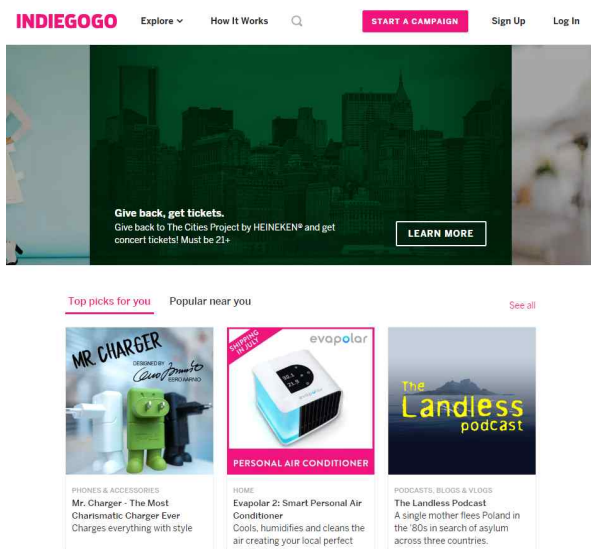 INDIEGOGO
Explore
How It Works
START A CAMPAIGN
Sign Up
Log In
Give back, get tickets.
Give back to The Cities Project by HEINEKEN® and get
concert tickets! Must be 21+
LEARN MORE
Top picks for you
Popular near you
See all
MR. CHARGER
DESIGNED BY
EERO AARNIO
PHONES & ACCESSORIES
Mr. Charger - The Most
Charismatic Charger Ever
Charges everything with style
SHIPPING
IN JULY
evapolar
PERSONAL AIR CONDITIONER
HOME
Evapolar 2: Smart Personal Air
Conditioner
Cools, humidifies and cleans the
air creating your local perfect
The
Landless
podcast
PODCASTS, BLOGS & VLOGS
The Landless Podcast
A single mother flees Poland in
the '80s in search of asylum
across three countries.